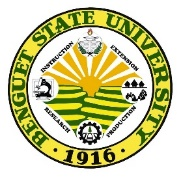 BENGUET STATE UNIVERSITY
INSTRUCTION
EXTENSION
RESEARCH
PRODUCTION
· 1916 ·